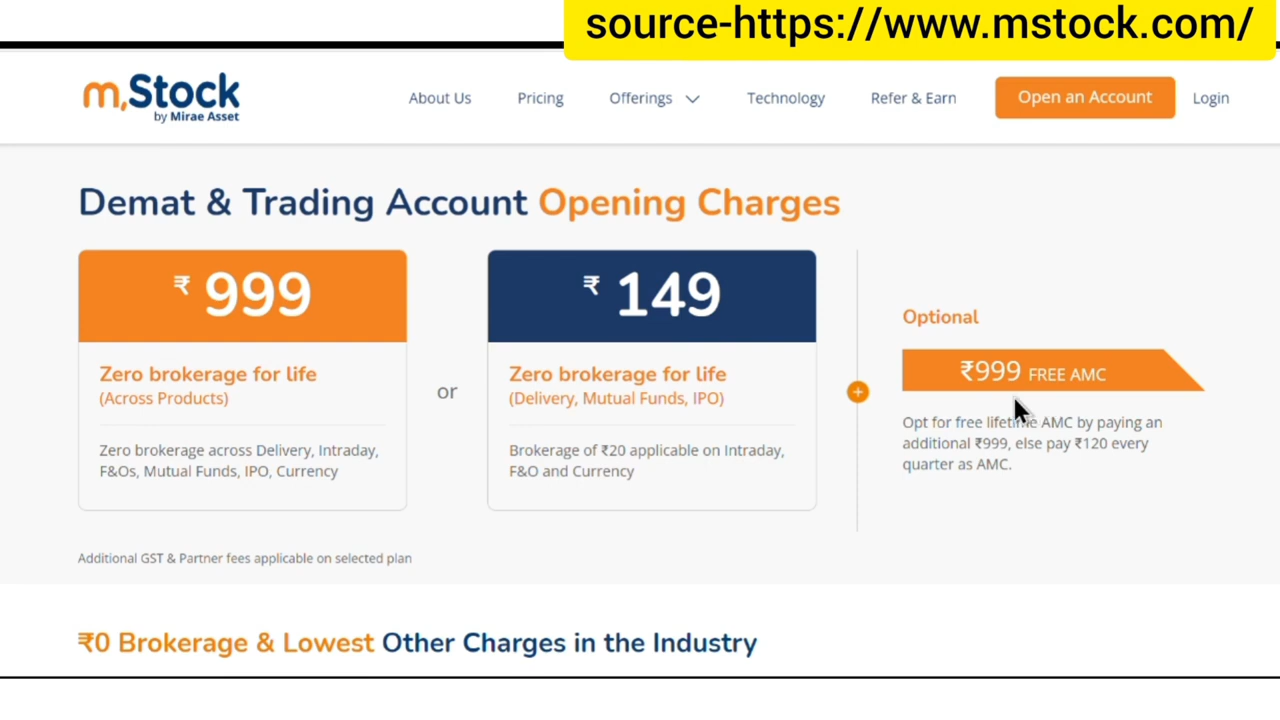 source-https://www.mstock.com/
m.Stock
by Mirae Asset
About Us
Pricing
Offerings
Technology
Refer & Earn
Open an Account
Login
Demat & Trading Account Opening Charges
₹ 999
Zero brokerage for life
(Across Products)
Zero brokerage across Delivery, Intraday,
F&Os, Mutual Funds, IPO, Currency
or
₹ 149
Zero brokerage for life
(Delivery, Mutual Funds, IPO)
Brokerage of ₹20 applicable on Intraday,
F&O and Currency
+
Optional
₹999 FREE AMC
Opt for free lifetime AMC by paying an
additional ₹999, else pay ₹120 every
quarter as AMC.
Additional GST & Partner fees applicable on selected plan
₹0 Brokerage & Lowest Other Charges in the Industry